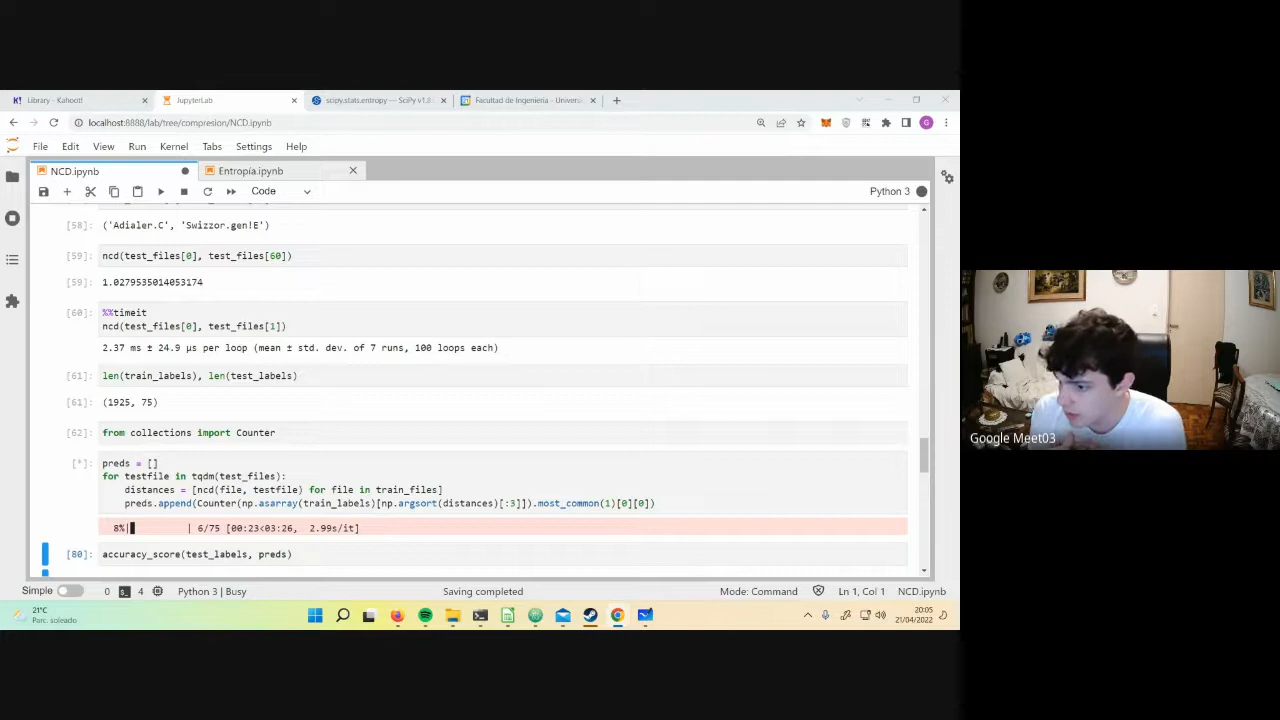 Library - Kahoot!
JupyterLab
scipy.stats.entropy — SciPy v1.8
Facultad de Ingeniería - Univers
localhost:8888/lab/tree/compresion/NCD.ipynb
G
File Edit View Run Kernel Tabs Settings Help
NCD.ipynb
Entropía.ipynb
Code
Python 3
[58]: ('Adialer.C', 'Swizzor.gen!E')
[59]: ncd(test_files[0], test_files[60])
[59]: 1.0279535014053174
[60]: %%timeit
ncd(test_files[0], test_files[1])
2.37 ms ± 24.9 µs per loop (mean ± std. dev. of 7 runs, 100 loops each)
[61]: len(train_labels), len(test_labels)
[61]: (1925, 75)
[62]: from collections import Counter
[*]: preds = []
for testfile in tqdm(test_files):
distances = [ncd(file, testfile) for file in train_files]
preds.append(Counter(np.asarray(train_labels)[np.argsort(distances)[:3]]).most_common(1)[0][0])
8%| | 6/75 [00:23<03:26, 2.99s/it]
[80]: accuracy_score(test_labels, preds)
Simple 0 4 Python 3 | Busy Saving completed Mode: Command Ln 1, Col 1 NCD.ipynb
21°C
Parc. soleado
20:05
21/04/2022
Google Meet03